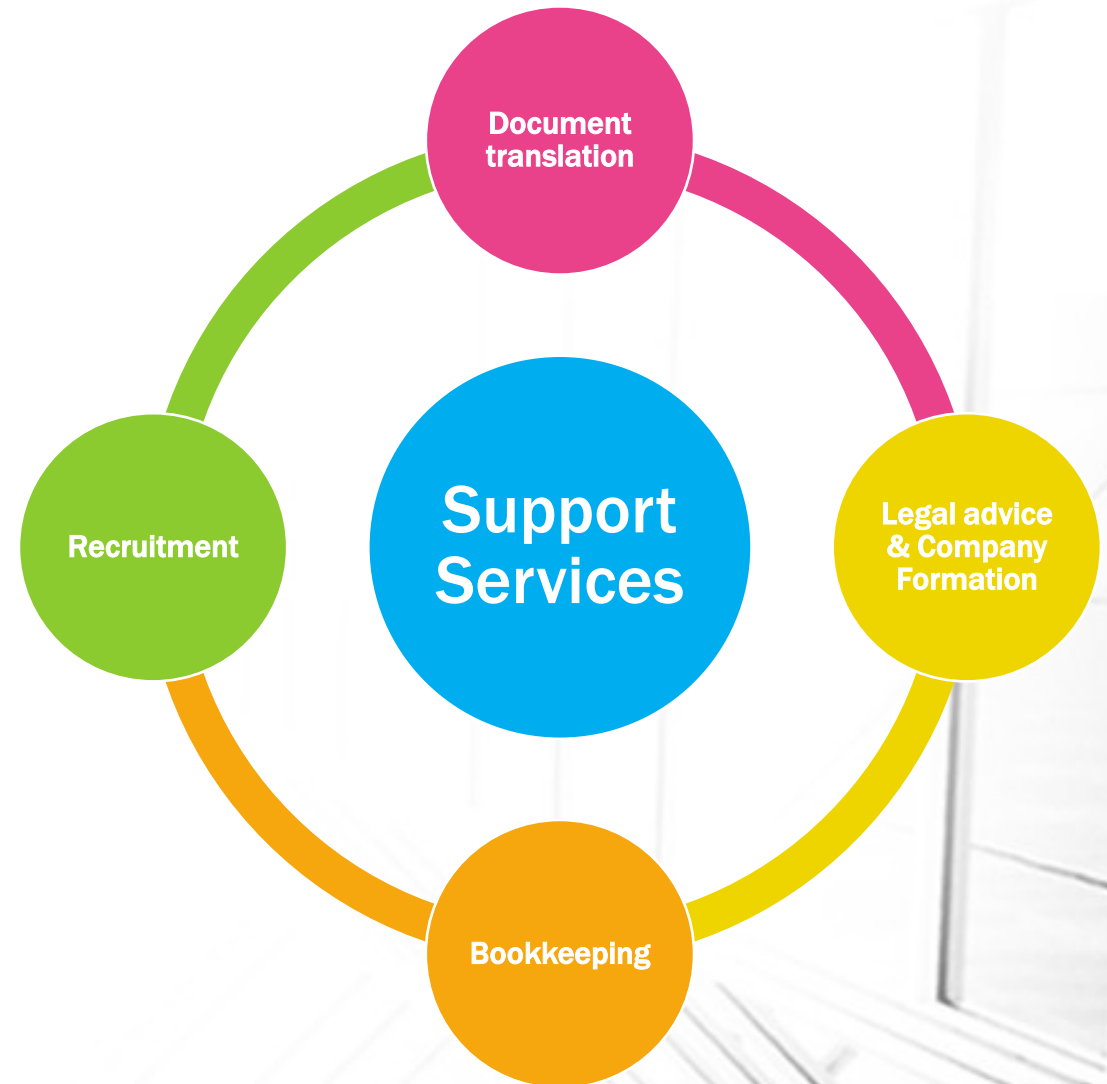 Document
translation
Support
Services
Legal advice
& Company
Formation
Recruitment
Bookkeeping